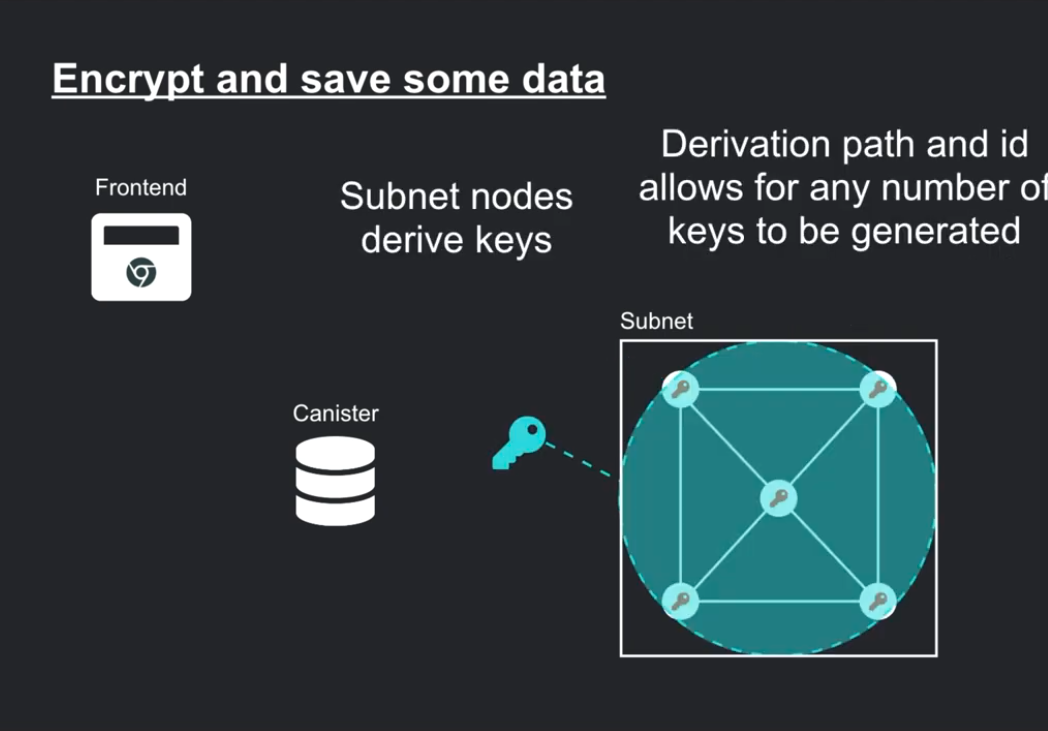 Encrypt and save some data
Frontend
Subnet nodes
derive keys
Derivation path and id
allows for any number of
keys to be generated
Subnet
Canister